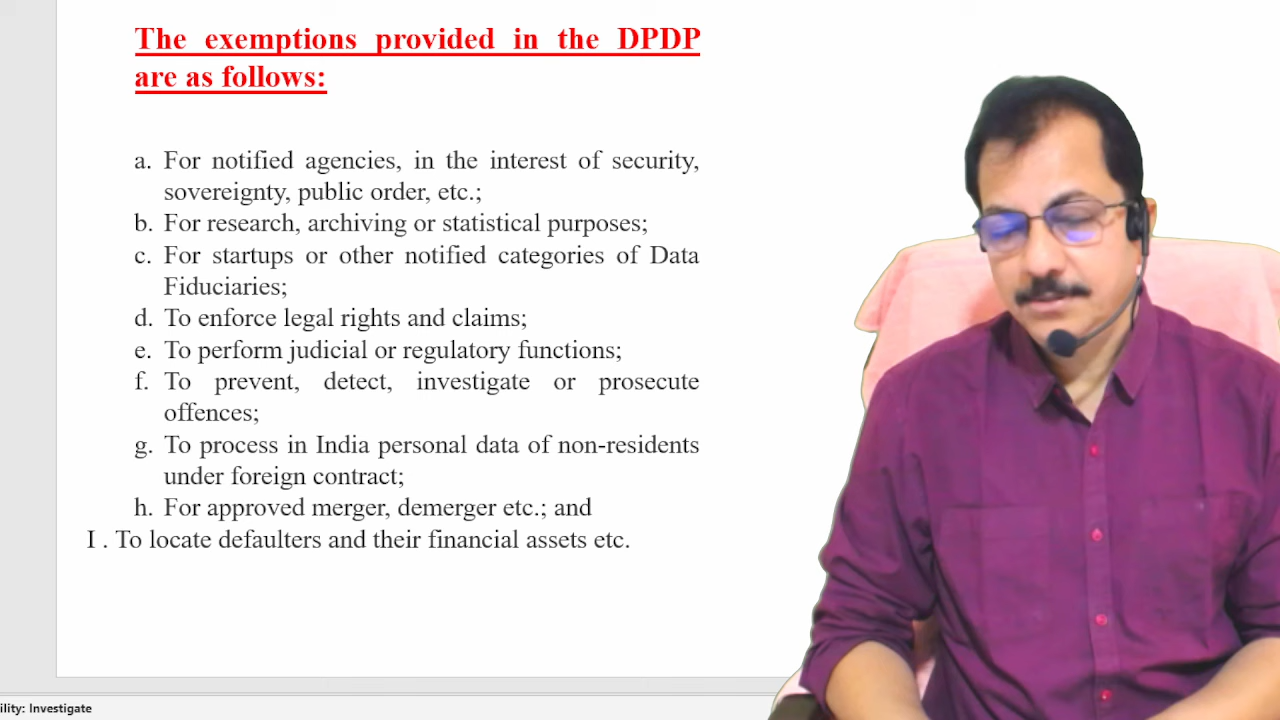 The exemptions provided in the DPDP
are as follows:
a. For notified agencies, in the interest of security,
sovereignty, public order, etc.;
b. For research, archiving or statistical purposes;
c. For startups or other notified categories of Data
Fiduciaries;
d. To enforce legal rights and claims;
e. To perform judicial or regulatory functions;
f. To prevent, detect, investigate or prosecute
offences;
g. To process in India personal data of non-residents
under foreign contract;
h. For approved merger, demerger etc.; and
I . To locate defaulters and their financial assets etc.
ility: Investigate